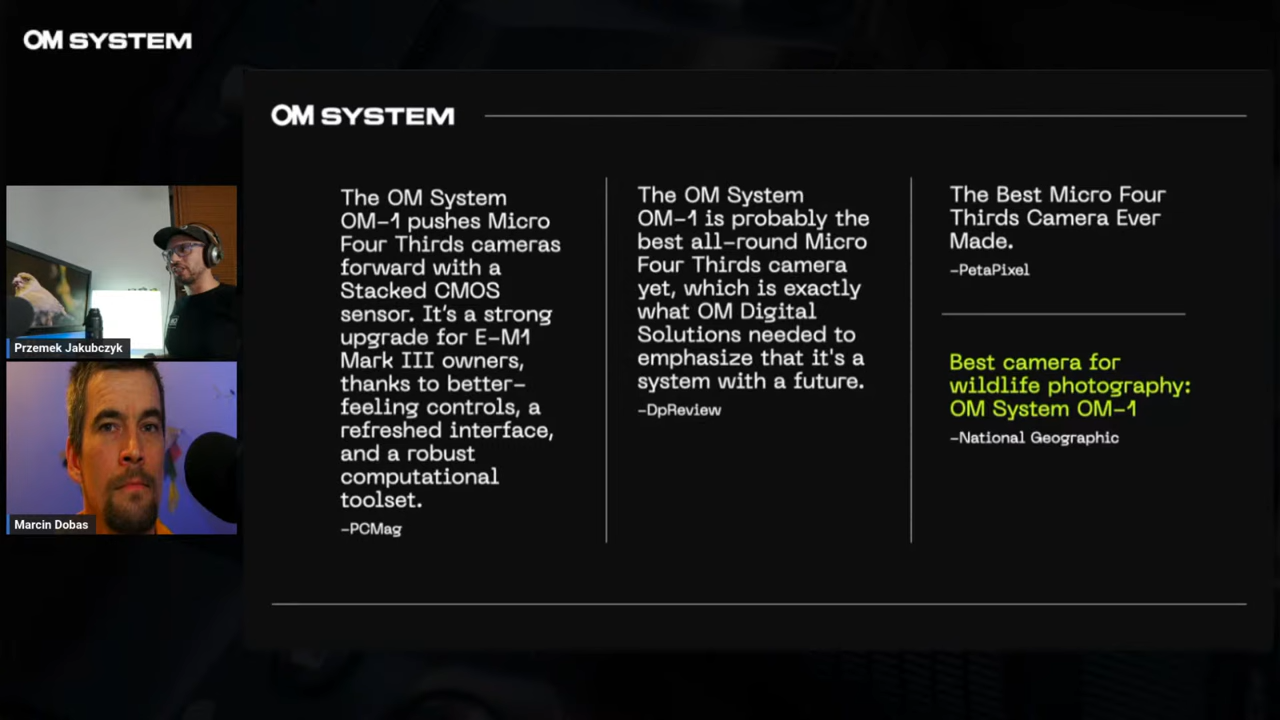 OM SYSTEM
OM SYSTEM
The OM System
OM-1 pushes Micro
Four Thirds cameras
forward with a
Stacked CMOS
sensor. It's a strong
upgrade for E-M1
Mark III owners,
thanks to better-
feeling controls, a
refreshed interface,
and a robust
computational
toolset.
-PCMag
The OM System
OM-1 is probably the
best all-round Micro
Four Thirds camera
yet, which is exactly
what OM Digital
Solutions needed to
emphasize that it's a
system with a future.
-DpReview
The Best Micro Four
Thirds Camera Ever
Made.
-PetaPixel
Best camera for
wildlife photography:
OM System OM-1
-National Geographic
Przemek Jakubczyk
Marcin Dobas